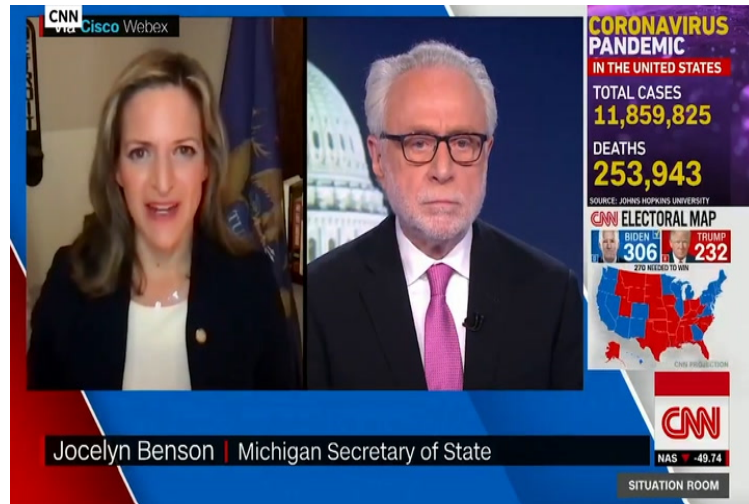 CNN
Via Cisco Webex
CORONAVIRUS
PANDEMIC
IN THE UNITED STATES
TOTAL CASES
11,859,825
DEATHS
253,943
SOURCE: JOHNS HOPKINS UNIVERSITY
CNN ELECTORAL MAP
BIDEN
306
TRUMP
232
270 NEEDED TO WIN
CNN PROJECTION
Jocelyn Benson | Michigan Secretary of State
CNN
NAS ▼ -49.74
SITUATION ROOM